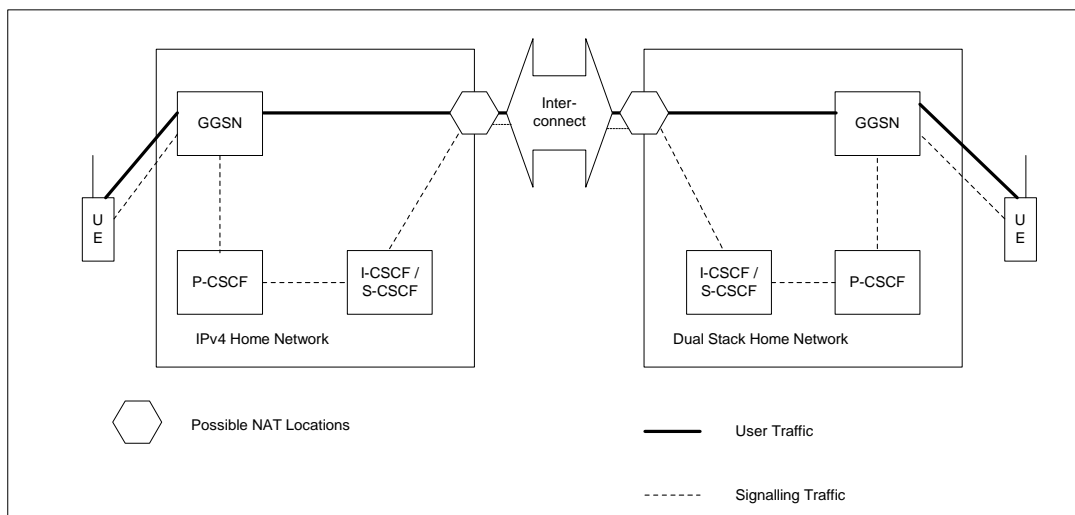 Inter-
connect
GGSN
GGSN
U
E
U
E
P-CSCF
I-CSCF /
S-CSCF
I-CSCF /
S-CSCF
P-CSCF
IPv4 Home Network
Dual Stack Home Network
Possible NAT Locations
User Traffic
Signalling Traffic